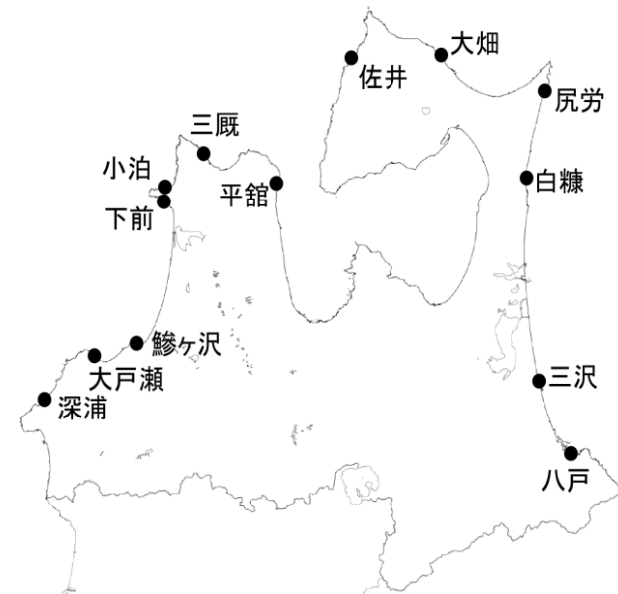 大畑
佐井
尻労
三厩
小泊
平舘
白糠
下前
鰺ヶ沢
大戸瀬
三沢
深浦
八戸